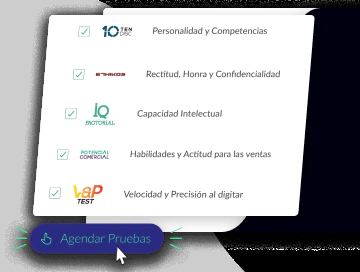 10 TEN DISC Personalidad y Competencias
Rectitud, Honra y Confidencialidad
IQ FACTORIAL Capacidad Intelectual
POTENCIAL COMERCIAL Habilidades y Actitud para las ventas
VaP TEST Velocidad y Precisión al digitar
Agendar Pruebas